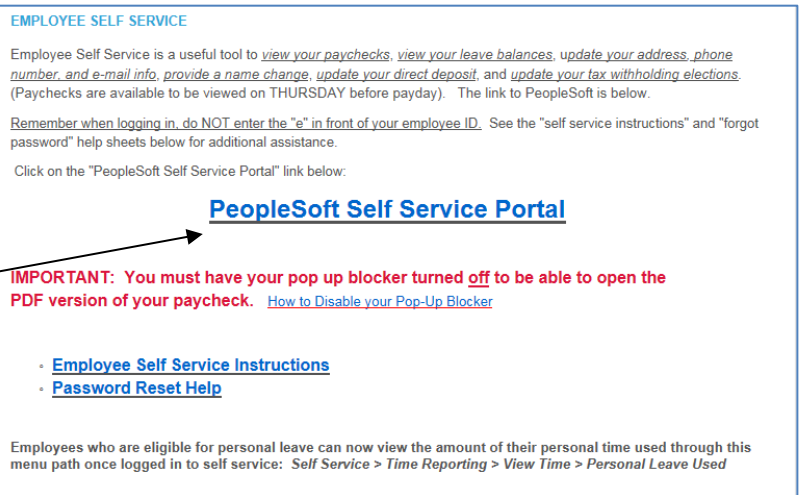 EMPLOYEE SELF SERVICE
Employee Self Service is a useful tool to view your paychecks, view your leave balances, update your address, phone
number, and e-mail info, provide a name change, update your direct deposit, and update your tax withholding elections.
(Paychecks are available to be viewed on THURSDAY before payday).   The link to PeopleSoft is below.
Remember when logging in, do NOT enter the "e" in front of your employee ID.  See the "self service instructions" and "forgot
password" help sheets below for additional assistance.
Click on the "PeopleSoft Self Service Portal" link below:
PeopleSoft Self Service Portal
IMPORTANT:  You must have your pop up blocker turned off to be able to open the
PDF version of your paycheck.   How to Disable your Pop-Up Blocker
◦ Employee Self Service Instructions
◦ Password Reset Help
Employees who are eligible for personal leave can now view the amount of their personal time used through this
menu path once logged in to self service:  Self Service > Time Reporting > View Time > Personal Leave Used